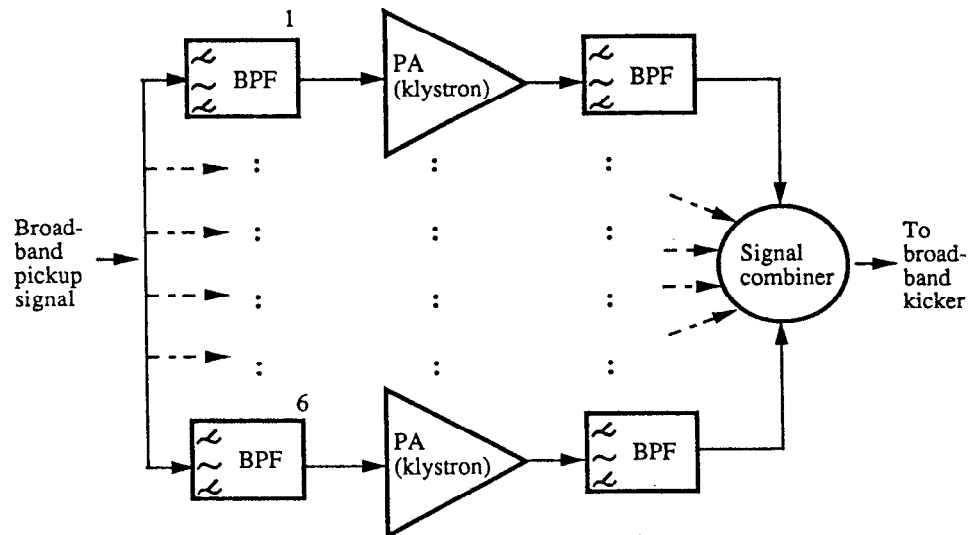 1
BPF
PA
(klystron)
BPF
Broad-
band
pickup
signal
Signal
combiner
To
broad-
band
kicker
6
BPF
PA
(klystron)
BPF